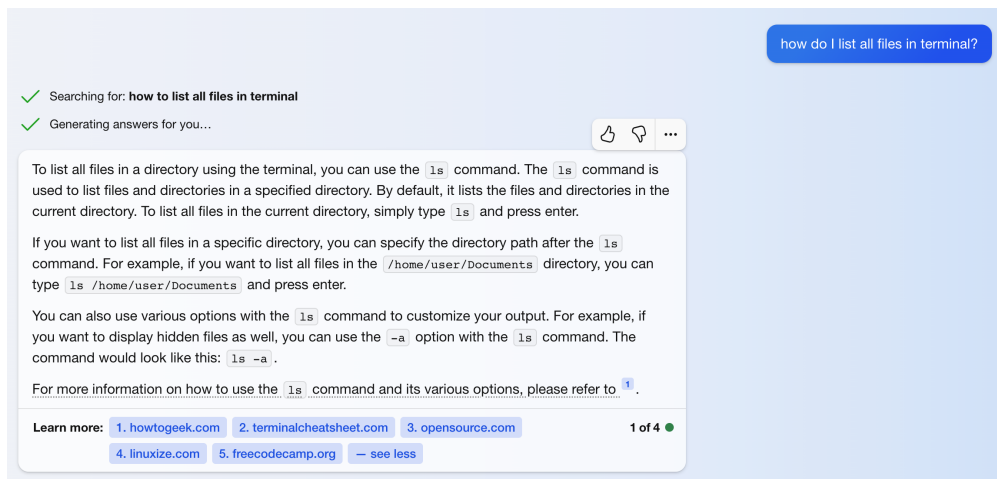 how do I list all files in terminal?
Searching for: how to list all files in terminal
Generating answers for you...
To list all files in a directory using the terminal, you can use the ls command. The ls command is
used to list files and directories in a specified directory. By default, it lists the files and directories in the
current directory. To list all files in the current directory, simply type ls and press enter.
If you want to list all files in a specific directory, you can specify the directory path after the ls
command. For example, if you want to list all files in the /home/user/Documents directory, you can
type ls /home/user/Documents and press enter.
You can also use various options with the ls command to customize your output. For example, if
you want to display hidden files as well, you can use the -a option with the ls command. The
command would look like this: ls -a.
For more information on how to use the ls command and its various options, please refer to 1.
Learn more: 1. howtogeek.com 2. terminalcheatsheet.com 3. opensource.com 1 of 4
4. linuxize.com 5. freecodecamp.org — see less